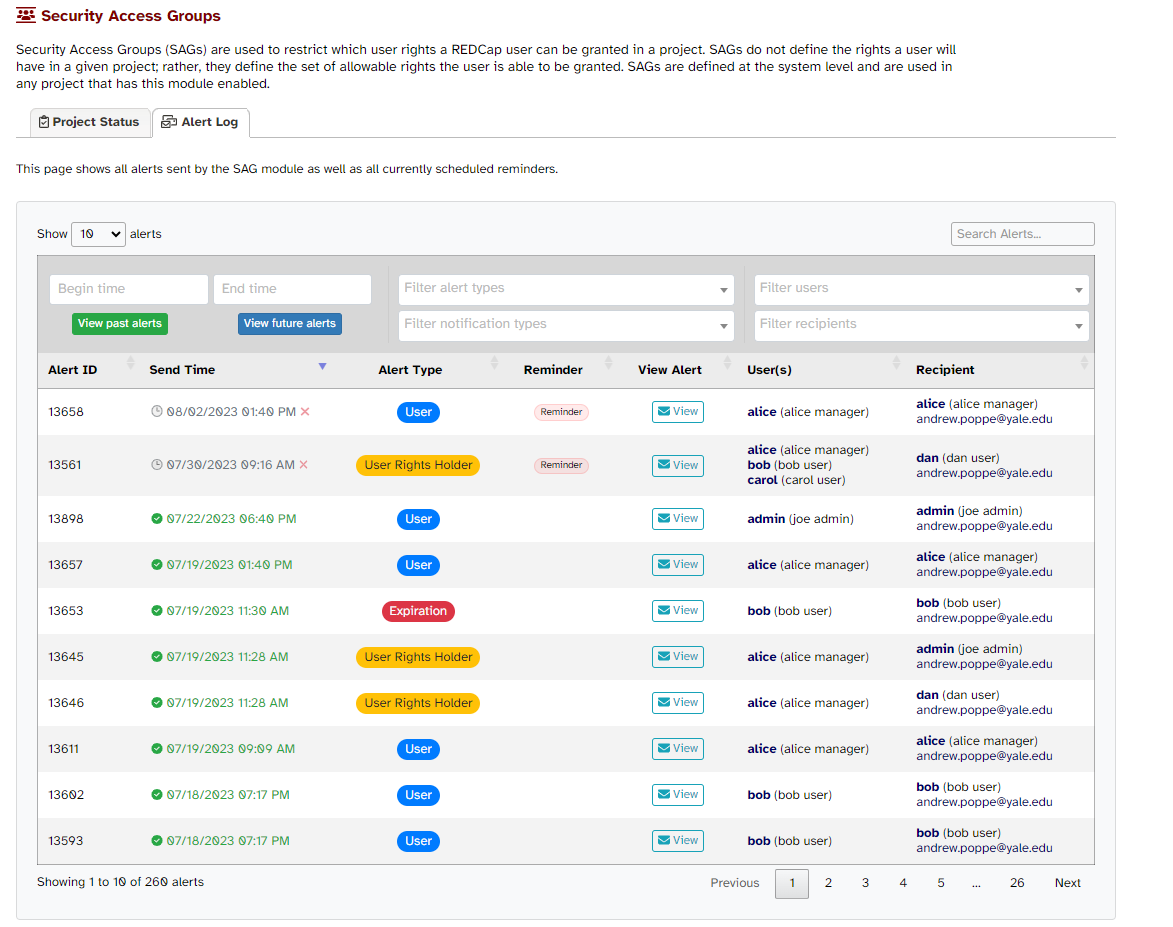 Security Access Groups
Security Access Groups (SAGs) are used to restrict which user rights a REDCap user can be granted in a project. SAGs do not define the rights a user will
have in a given project; rather, they define the set of allowable rights the user is able to be granted. SAGs are defined at the system level and are used in
any project that has this module enabled.
Project Status Alert Log
This page shows all alerts sent by the SAG module as well as all currently scheduled reminders.
Show 10 alerts Search Alerts...
Begin time End time Filter alert types Filter users
View past alerts View future alerts Filter notification types Filter recipients
Alert ID Send Time Alert Type Reminder View Alert User(s) Recipient
13658 08/02/2023 01:40 PM User Reminder View alice (alice manager) alice (alice manager)
andrew.poppe@yale.edu
alice (alice manager)
13561 07/30/2023 09:16 AM User Rights Holder Reminder View bob (bob user) dan (dan user)
andrew.poppe@yale.edu
carol (carol user)
13898 07/22/2023 06:40 PM User View admin (joe admin) admin (joe admin)
andrew.poppe@yale.edu
13657 07/19/2023 01:40 PM User View alice (alice manager) alice (alice manager)
andrew.poppe@yale.edu
13653 07/19/2023 11:30 AM Expiration View bob (bob user) bob (bob user)
andrew.poppe@yale.edu
13645 07/19/2023 11:28 AM User Rights Holder View alice (alice manager) admin (joe admin)
andrew.poppe@yale.edu
13646 07/19/2023 11:28 AM User Rights Holder View alice (alice manager) dan (dan user)
andrew.poppe@yale.edu
13611 07/19/2023 09:09 AM User View alice (alice manager) alice (alice manager)
andrew.poppe@yale.edu
13602 07/18/2023 07:17 PM User View bob (bob user) bob (bob user)
andrew.poppe@yale.edu
13593 07/18/2023 07:17 PM User View bob (bob user) bob (bob user)
andrew.poppe@yale.edu
Showing 1 to 10 of 260 alerts Previous 1 2 3 4 5 ... 26 Next